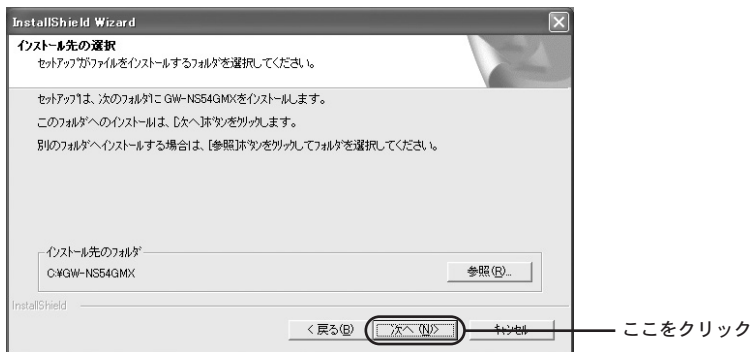 InstallShield Wizard
インストール先の選択
セットアップがファイルをインストールするフォルダを選択してください。
セットアップは、次のフォルダに GW-NS54GMXをインストールします。
このフォルダへのインストールは、[次へ]ボタンをクリックします。
別のフォルダへインストールする場合は、[参照]ボタンをクリックしてフォルダを選択してください。
インストール先のフォルダ
C:¥GW-NS54GMX
参照(R)...
InstallShield
< 戻る(B)
次へ (N)>
キャンセル
ここをクリック